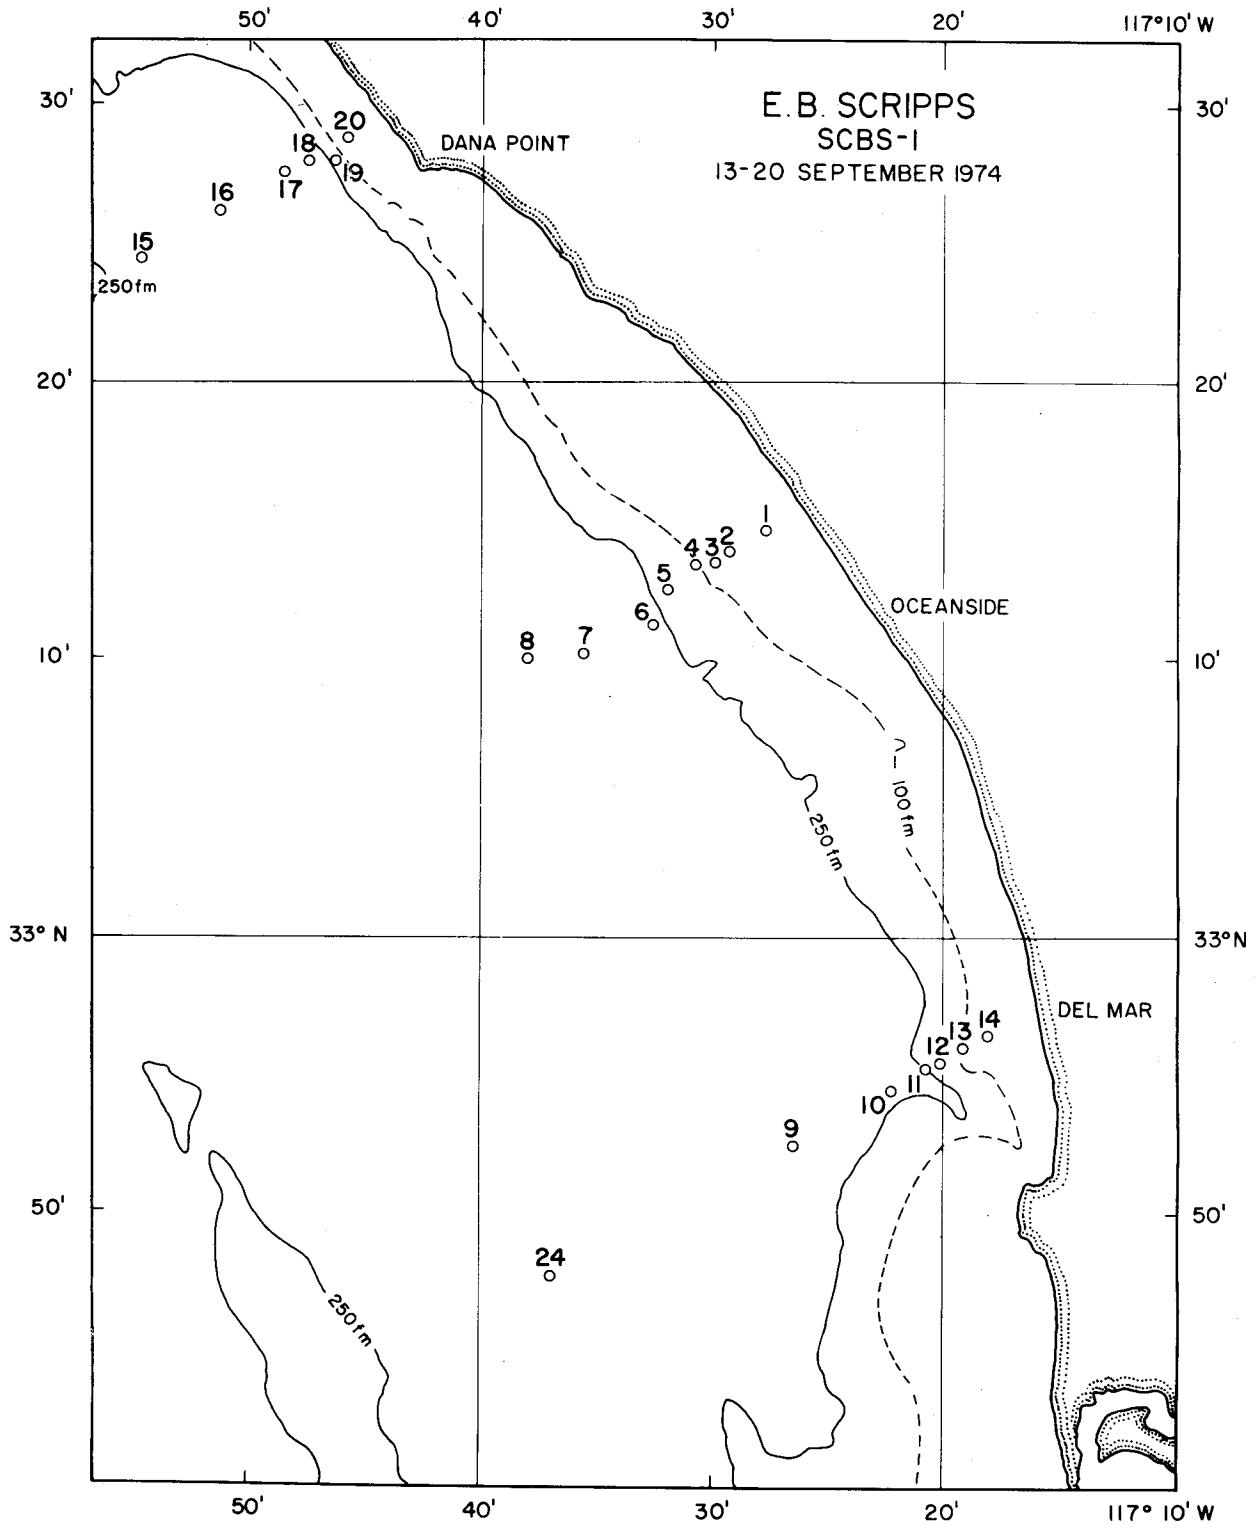 50' 40' 30' 20' 117°10' W
30' 30'
E.B. SCRIPPS
SCBS-1
13-20 SEPTEMBER 1974
DANA POINT
20
18
19
17
16
15
250fm
20' 20'
1
2
4 3
5
6
OCEANSIDE
10' 8 7 10'
100fm
250fm
33° N 33°N
DEL MAR
14
13
12
11
10
9
50' 50'
24
250fm
50' 40' 30' 20' 117° 10' W